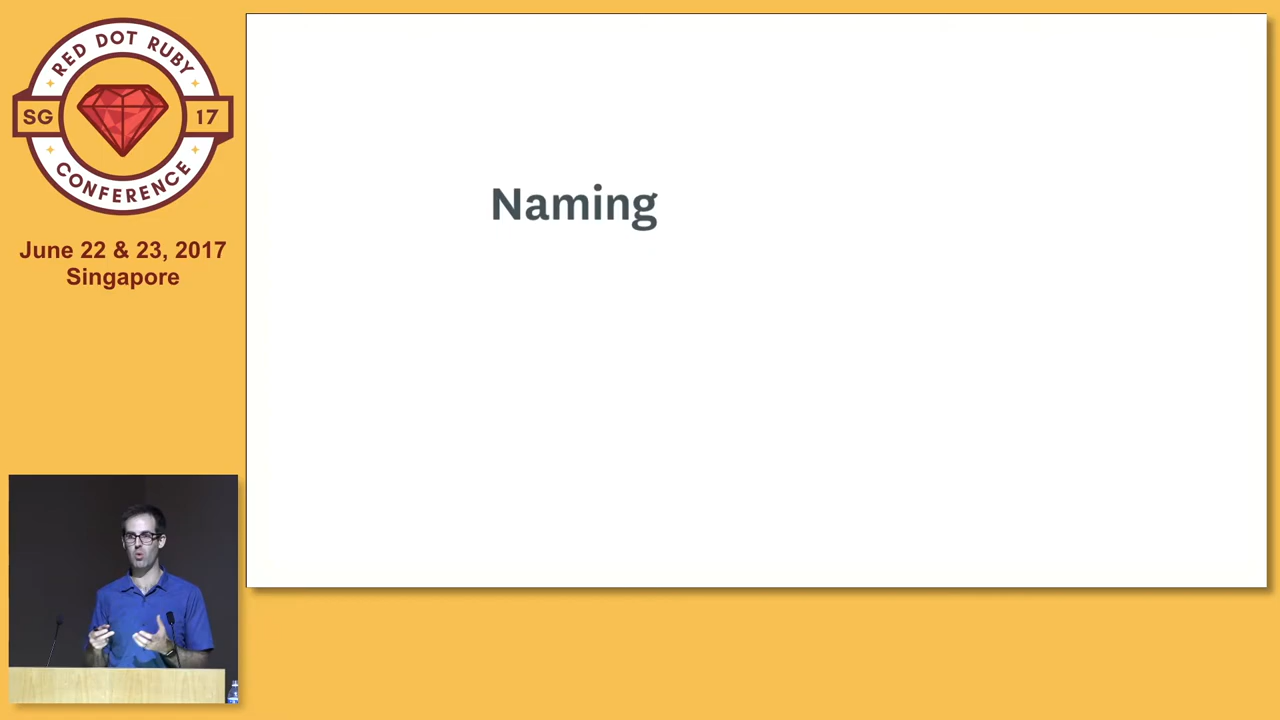 RED DOT RUBY
SG 17
CONFERENCE
June 22 & 23, 2017
Singapore
Naming